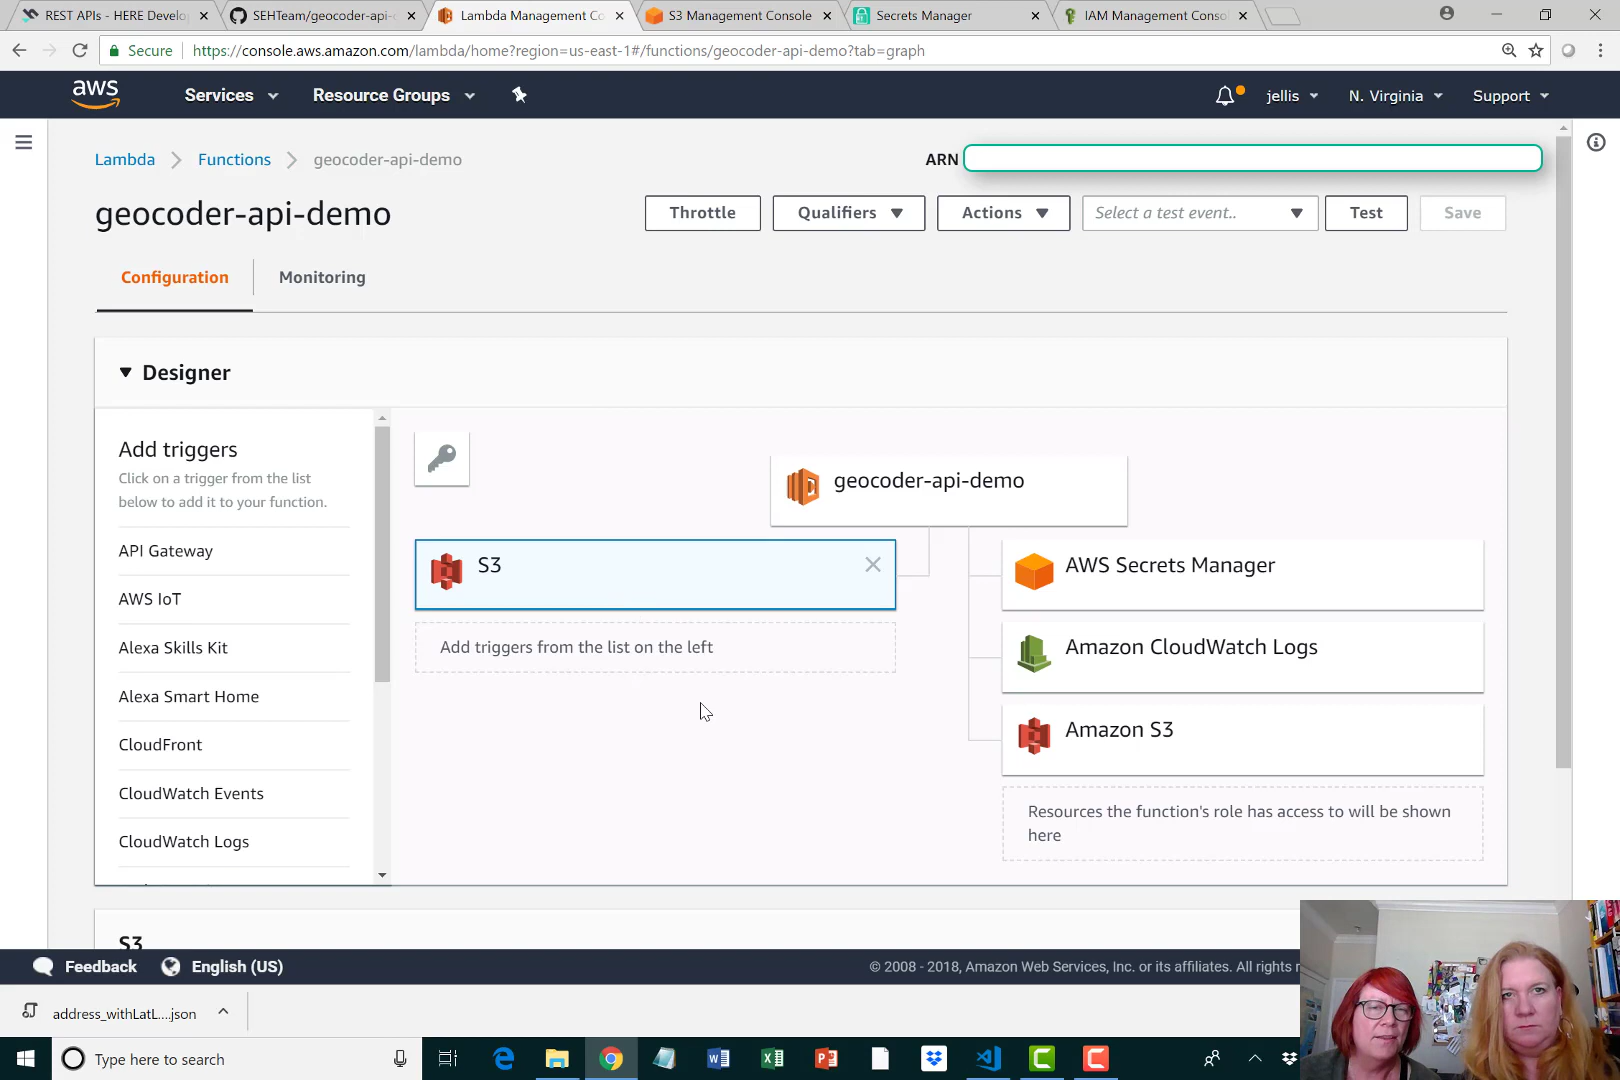 REST APIs - HERE Develo
SEHTeam/geocoder-api-
Lambda Management Co
S3 Management Console
Secrets Manager
IAM Management Conso
Secure
https://console.aws.amazon.com/lambda/home?region=us-east-1#/functions/geocoder-api-demo?tab=graph
aws
Services
Resource Groups
jellis
N. Virginia
Support
Lambda
Functions
geocoder-api-demo
ARN
geocoder-api-demo
Throttle
Qualifiers
Actions
Select a test event..
Test
Save
Configuration
Monitoring
Designer
Add triggers
Click on a trigger from the list
below to add it to your function.
API Gateway
AWS IoT
Alexa Skills Kit
Alexa Smart Home
CloudFront
CloudWatch Events
CloudWatch Logs
geocoder-api-demo
S3
Add triggers from the list on the left
AWS Secrets Manager
Amazon CloudWatch Logs
Amazon S3
Resources the function's role has access to will be shown
here
S3
Feedback
English (US)
© 2008 - 2018, Amazon Web Services, Inc. or its affiliates. All rights r
address_withLatL....json
Type here to search